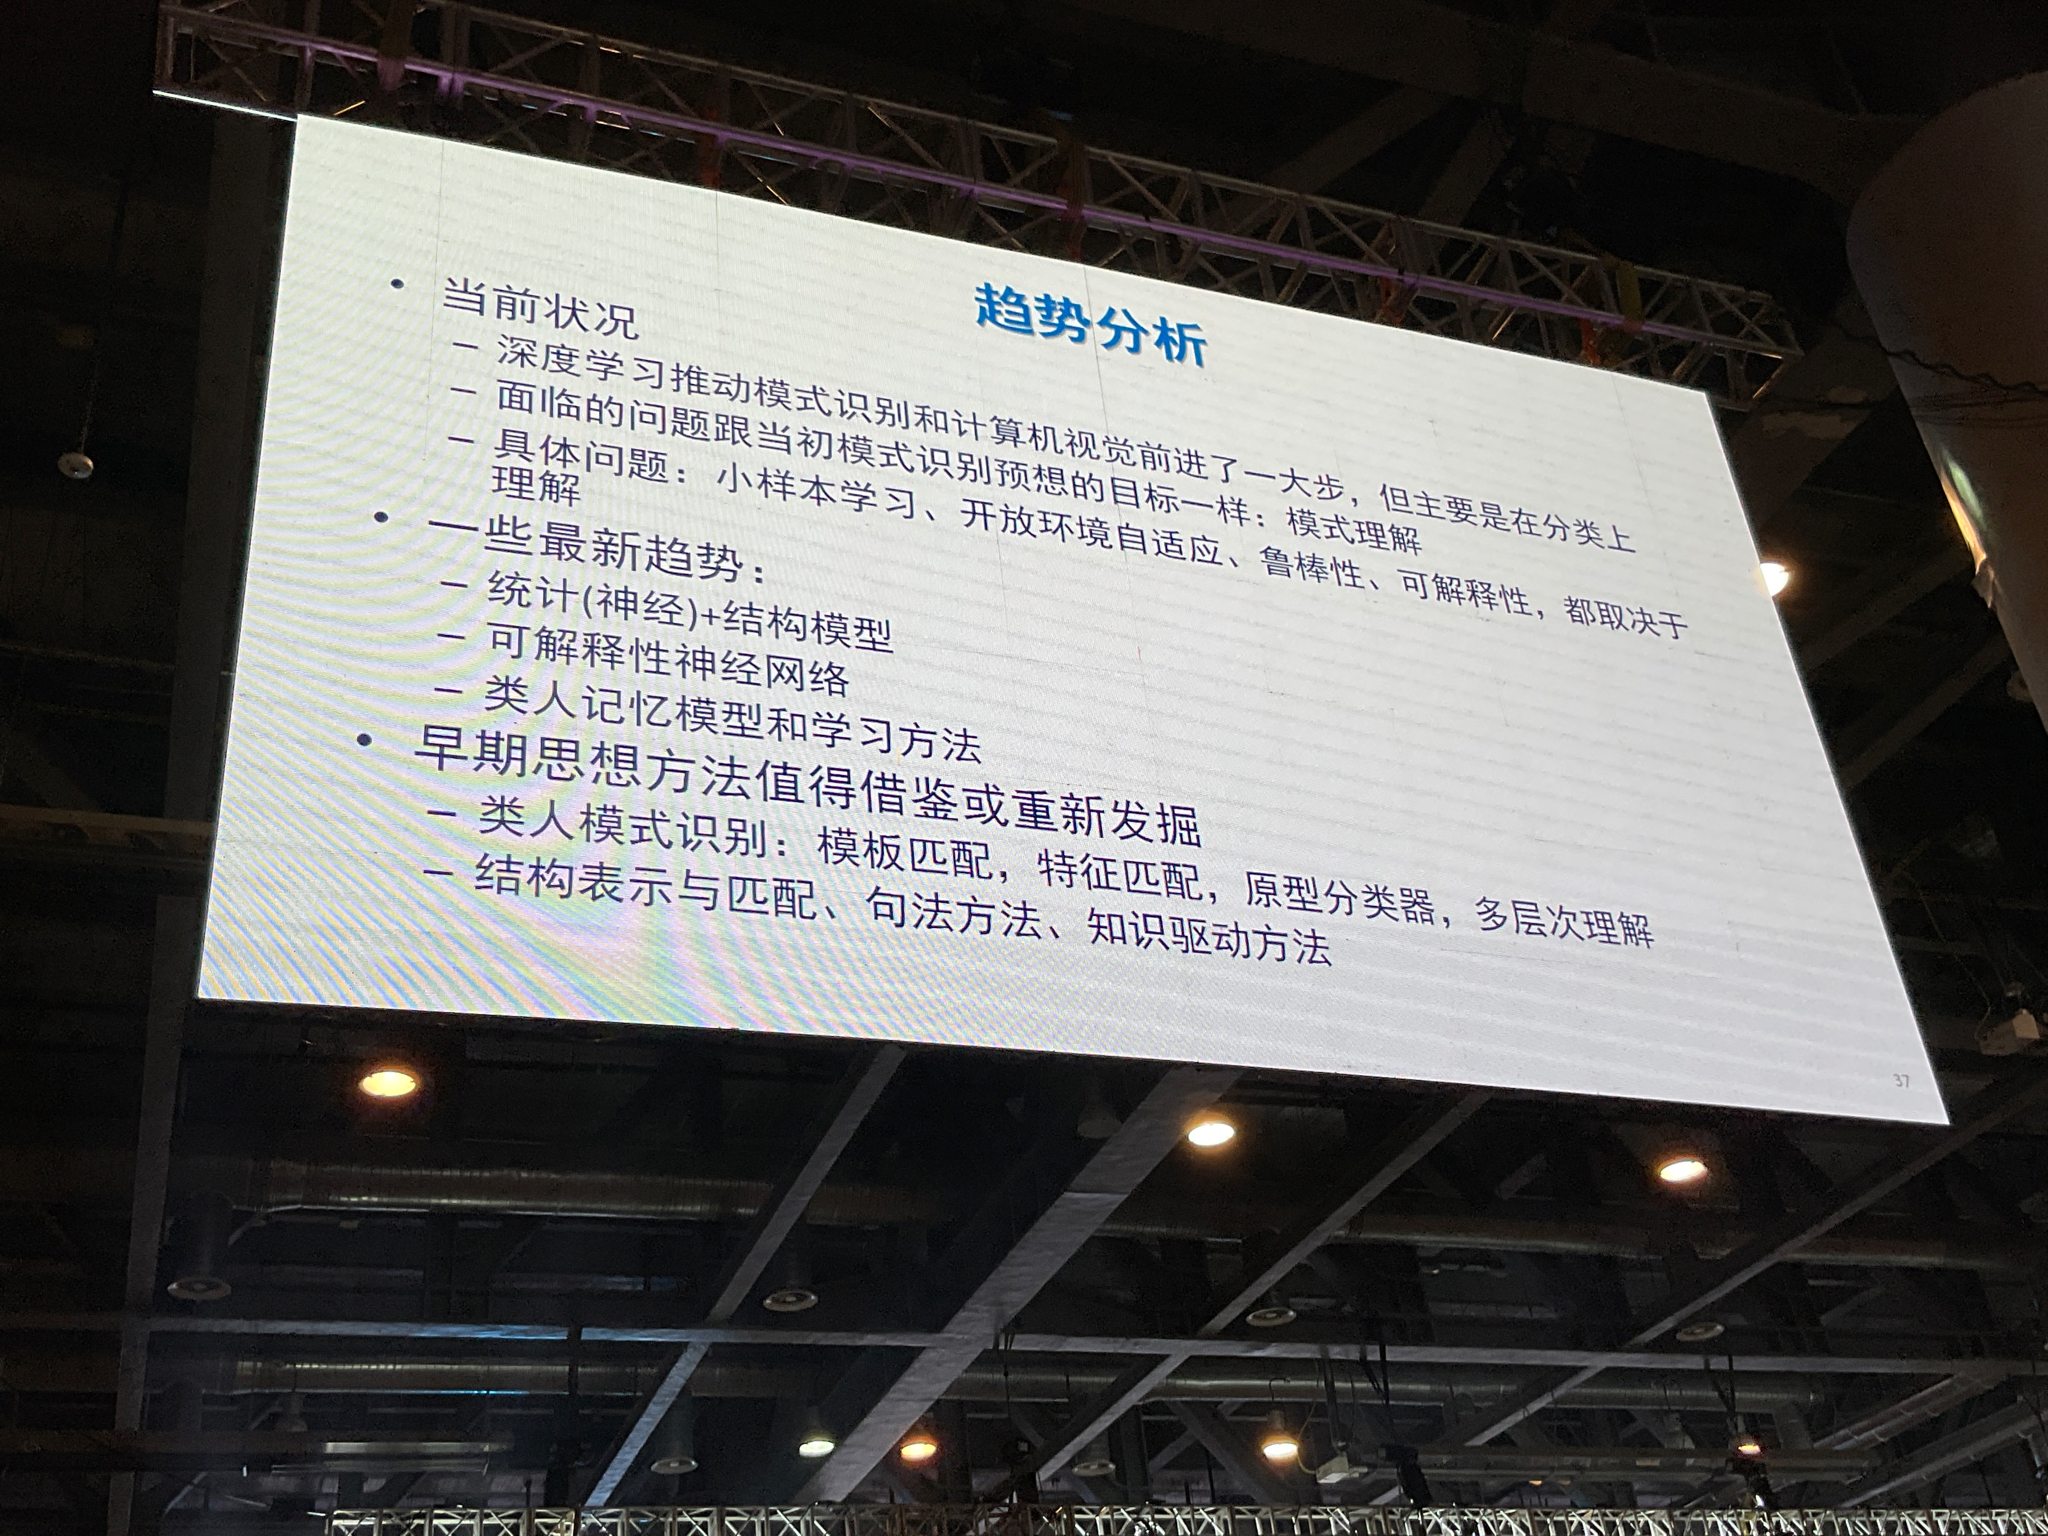 趋势分析
• 当前状况
– 深度学习推动模式识别和计算机视觉前进了一大步，但主要是在分类上
– 面临的问题跟当初模式识别预想的目标一样：模式理解
– 具体问题：小样本学习、开放环境自适应、鲁棒性、可解释性，都取决于
理解
• 一些最新趋势：
– 统计(神经)+结构模型
– 可解释性神经网络
– 类人记忆模型和学习方法
• 早期思想方法值得借鉴或重新发掘
– 类人模式识别：模板匹配，特征匹配，原型分类器，多层次理解
– 结构表示与匹配、句法方法、知识驱动方法
37